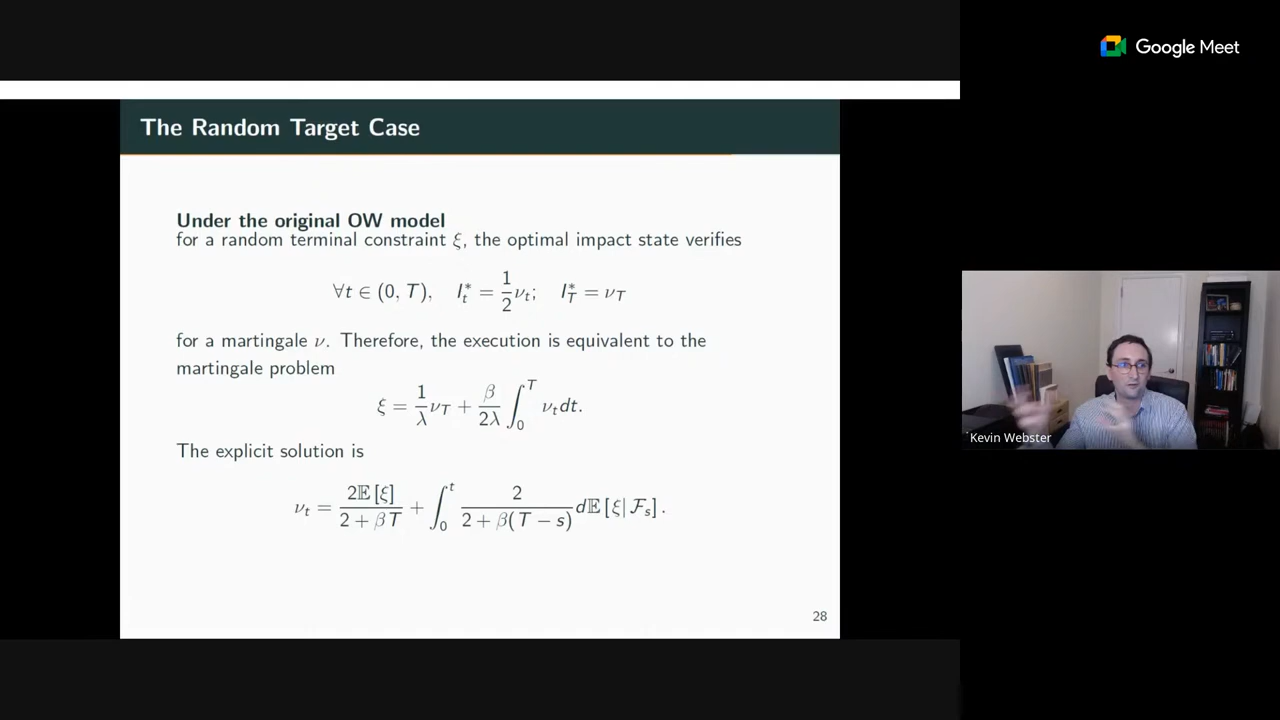 Google Meet
The Random Target Case
Under the original OW model
for a random terminal constraint ξ, the optimal impact state verifies
∀t ∈ (0, T),   I*_t = 1/2 ν_t;   I*_T = ν_T
for a martingale ν. Therefore, the execution is equivalent to the
martingale problem
ξ = 1/λ ν_T + β/2λ ∫_0^T ν_t dt.
The explicit solution is
ν_t = 2𝔼[ξ]/2 + βT + ∫_0^t 2/2 + β(T − s) d𝔼[ξ| ℱ_s].
28
Kevin Webster